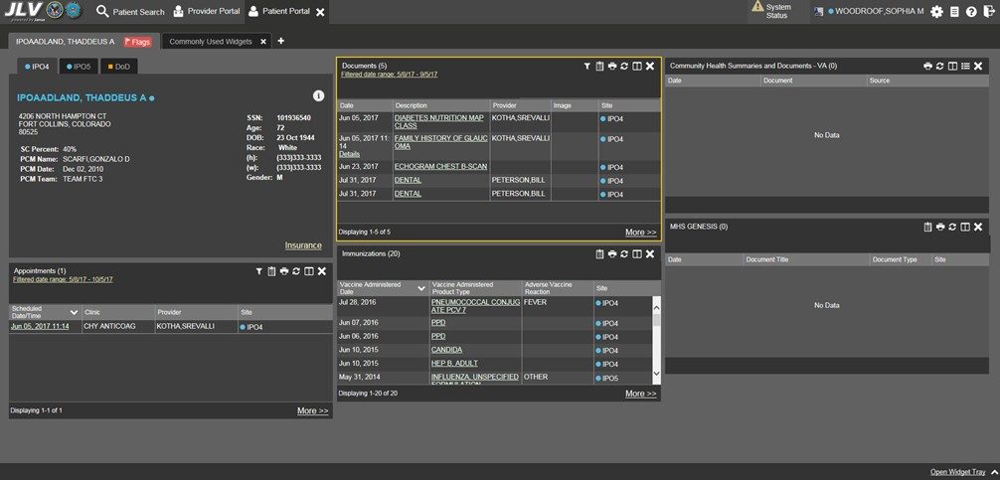 JLV
powered by Janus
Patient Search
Provider Portal
Patient Portal
System Status
WOODROOF,SOPHIA M
IPOAADLAND, THADDEUS A
Flags
Commonly Used Widgets
IPO4
IPO5
DoD
IPOAADLAND, THADDEUS A
4206 NORTH HAMPTON CT
FORT COLLINS, COLORADO
80525
SC Percent: 40%
PCM Name: SCARFI,GONZALO D
PCM Date: Dec 02, 2010
PCM Team: TEAM FTC 3
SSN: 101936540
Age: 72
DOB: 23 Oct 1944
Race: White
(h): (333)333-3333
(w): (333)333-3333
Gender: M
Insurance
Appointments (1)
Filtered date range: 5/6/17 - 10/5/17
Scheduled Date/Time Clinic Provider Site
Jun 05, 2017 11:14 CHY ANTICOAG KOTHA,SREVALLI IPO4
Displaying 1-1 of 1
More >>
Documents (5)
Filtered date range: 5/6/17 - 9/5/17
Date Description Provider Image Site
Jun 05, 2017 DIABETES NUTRITION MAP KOTHA,SREVALLI IPO4
CLASS
Jun 05, 2017 11: FAMILY HISTORY OF GLAUC KOTHA,SREVALLI IPO4
14 OMA
Details
Jun 23, 2017 ECHOGRAM CHEST B-SCAN IPO4
Jul 31, 2017 DENTAL PETERSON,BILL IPO4
Jul 31, 2017 DENTAL PETERSON,BILL IPO4
Displaying 1-5 of 5
More >>
Immunizations (20)
Vaccine Administered Date Vaccine Administered Product Type Adverse Vaccine Reaction Site
Jul 28, 2016 PNEUMOCOCCAL CONJUG FEVER IPO4
ATE PCV 7
Jun 07, 2016 PPD IPO4
Jun 06, 2016 PPD IPO4
Jun 10, 2015 CANDIDA IPO4
Jun 10, 2015 HEP B, ADULT IPO4
May 31, 2014 INFLUENZA, UNSPECIFIED OTHER IPO5
FORMULATION
Displaying 1-20 of 20
More >>
Community Health Summaries and Documents - VA (0)
Date Document Source
No Data
MHS GENESIS (0)
Date Document Title Document Type Site
No Data
Open Widget Tray